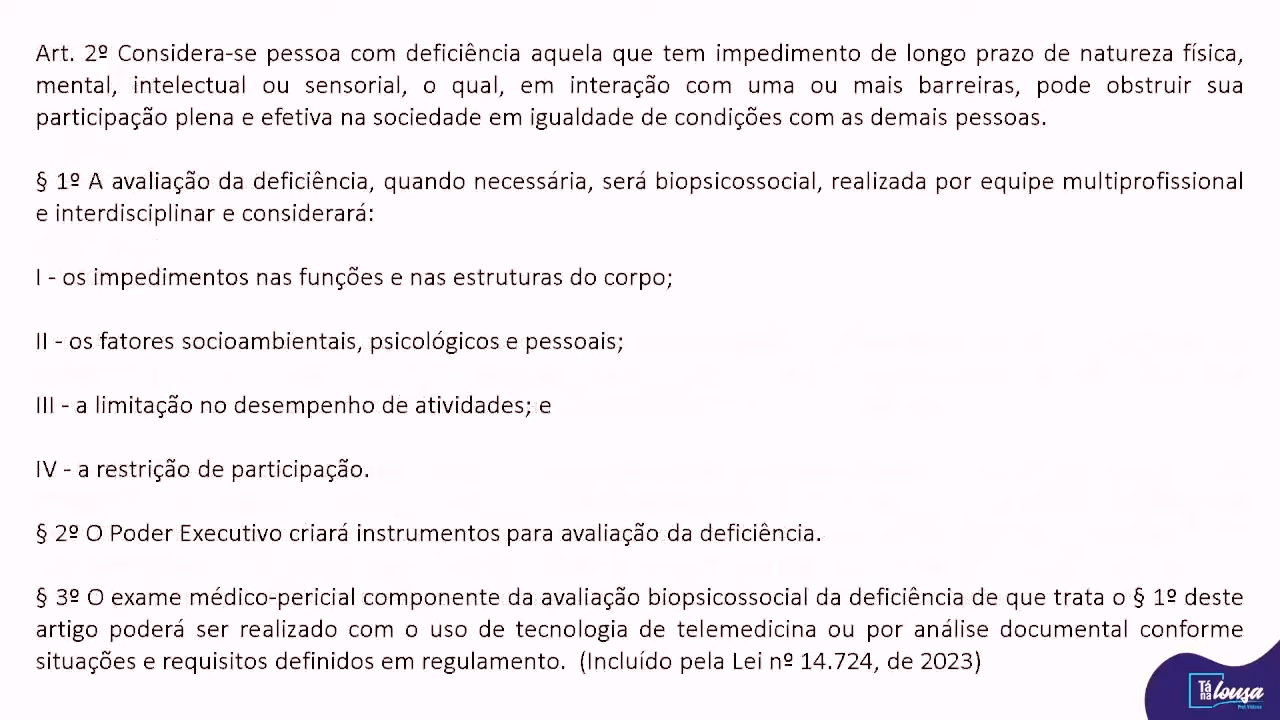 Art. 2º Considera-se pessoa com deficiência aquela que tem impedimento de longo prazo de natureza física,
mental, intelectual ou sensorial, o qual, em interação com uma ou mais barreiras, pode obstruir sua
participação plena e efetiva na sociedade em igualdade de condições com as demais pessoas.
§ 1º A avaliação da deficiência, quando necessária, será biopsicossocial, realizada por equipe multiprofissional
e interdisciplinar e considerará:
I - os impedimentos nas funções e nas estruturas do corpo;
II - os fatores socioambientais, psicológicos e pessoais;
III - a limitação no desempenho de atividades; e
IV - a restrição de participação.
§ 2º O Poder Executivo criará instrumentos para avaliação da deficiência.
§ 3º O exame médico-pericial componente da avaliação biopsicossocial da deficiência de que trata o § 1º deste
artigo poderá ser realizado com o uso de tecnologia de telemedicina ou por análise documental conforme
situações e requisitos definidos em regulamento. (Incluído pela Lei nº 14.724, de 2023)
Tá na lousa